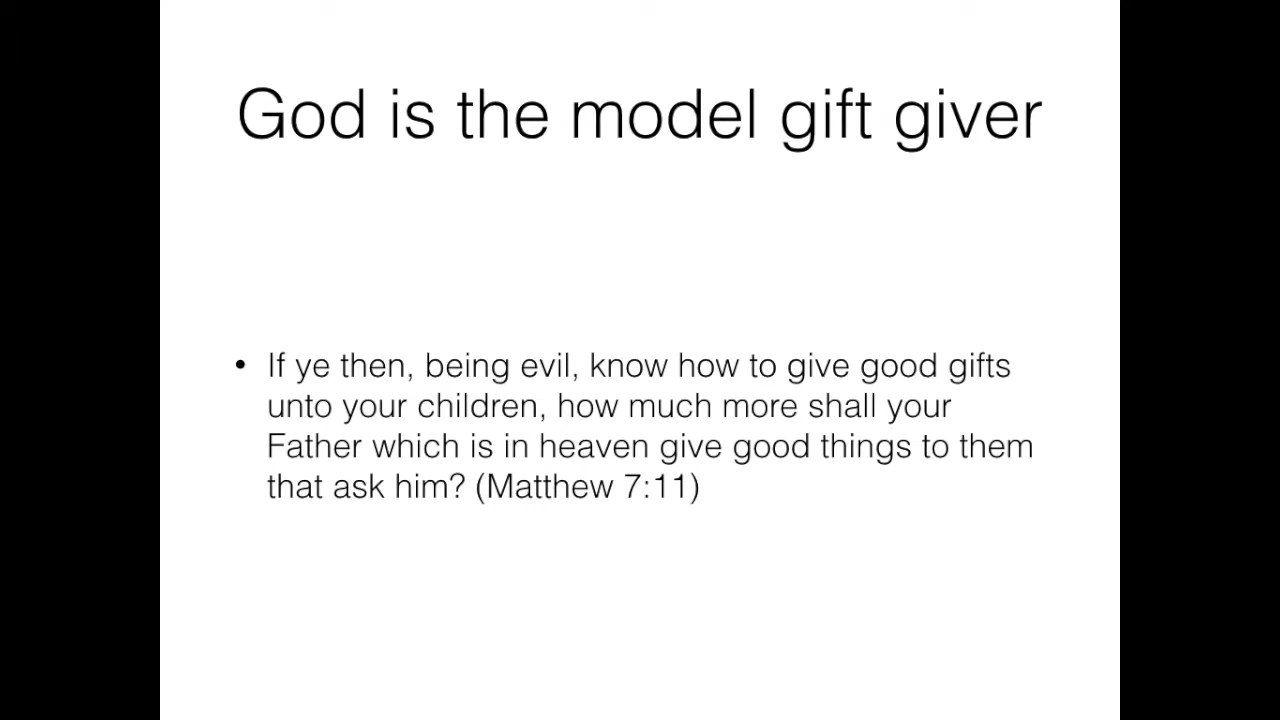 God is the model gift giver
• If ye then, being evil, know how to give good gifts
unto your children, how much more shall your
Father which is in heaven give good things to them
that ask him? (Matthew 7:11)